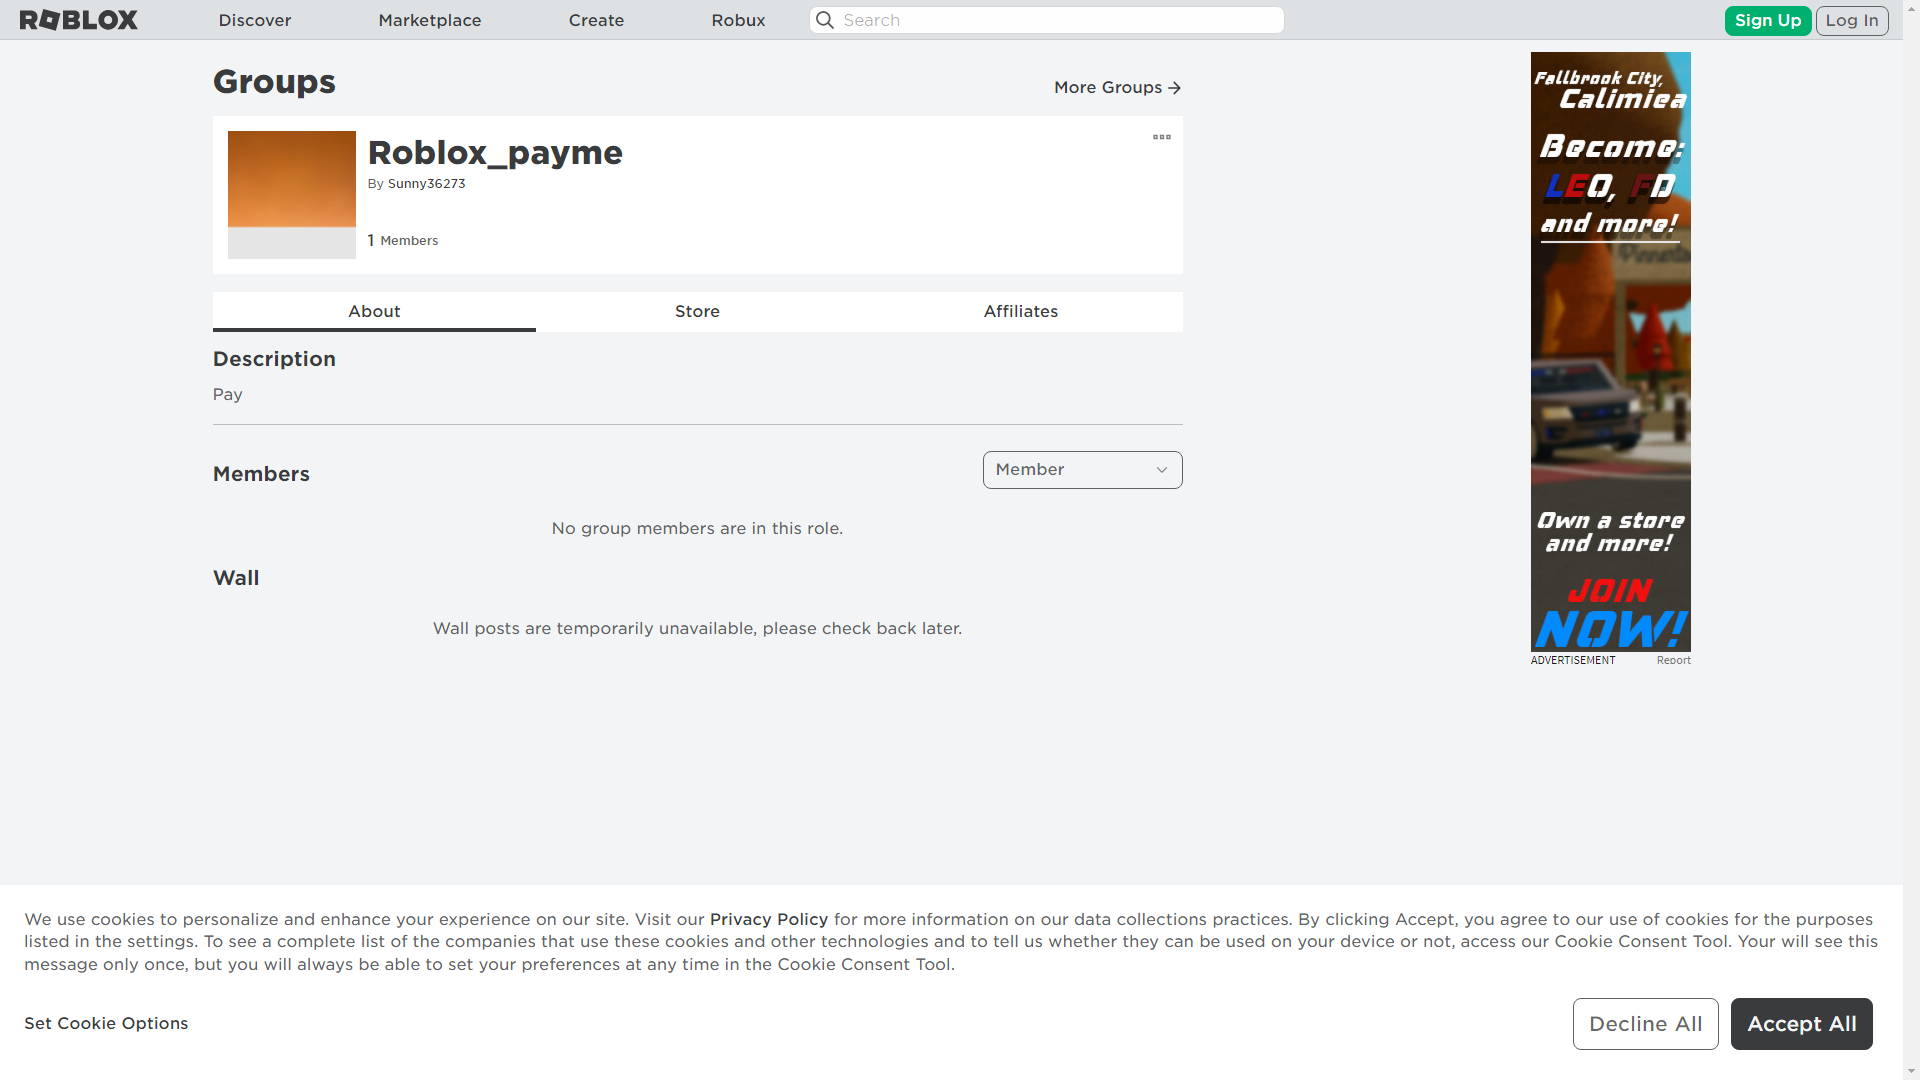 ROBLOX
Discover
Marketplace
Create
Robux
Search
Sign Up
Log In
Groups
More Groups
Roblox_payme
By Sunny36273
1 Members
About
Store
Affiliates
Description
Pay
Members
Member
No group members are in this role.
Wall
Wall posts are temporarily unavailable, please check back later.
Fallbrook City,
Calimiea
Become:
LEO, FD
and more!
Own a store
and more!
JOIN
NOW!
ADVERTISEMENT
Report
We use cookies to personalize and enhance your experience on our site. Visit our Privacy Policy for more information on our data collections practices. By clicking Accept, you agree to our use of cookies for the purposes
listed in the settings. To see a complete list of the companies that use these cookies and other technologies and to tell us whether they can be used on your device or not, access our Cookie Consent Tool. Your will see this
message only once, but you will always be able to set your preferences at any time in the Cookie Consent Tool.
Set Cookie Options
Decline All
Accept All